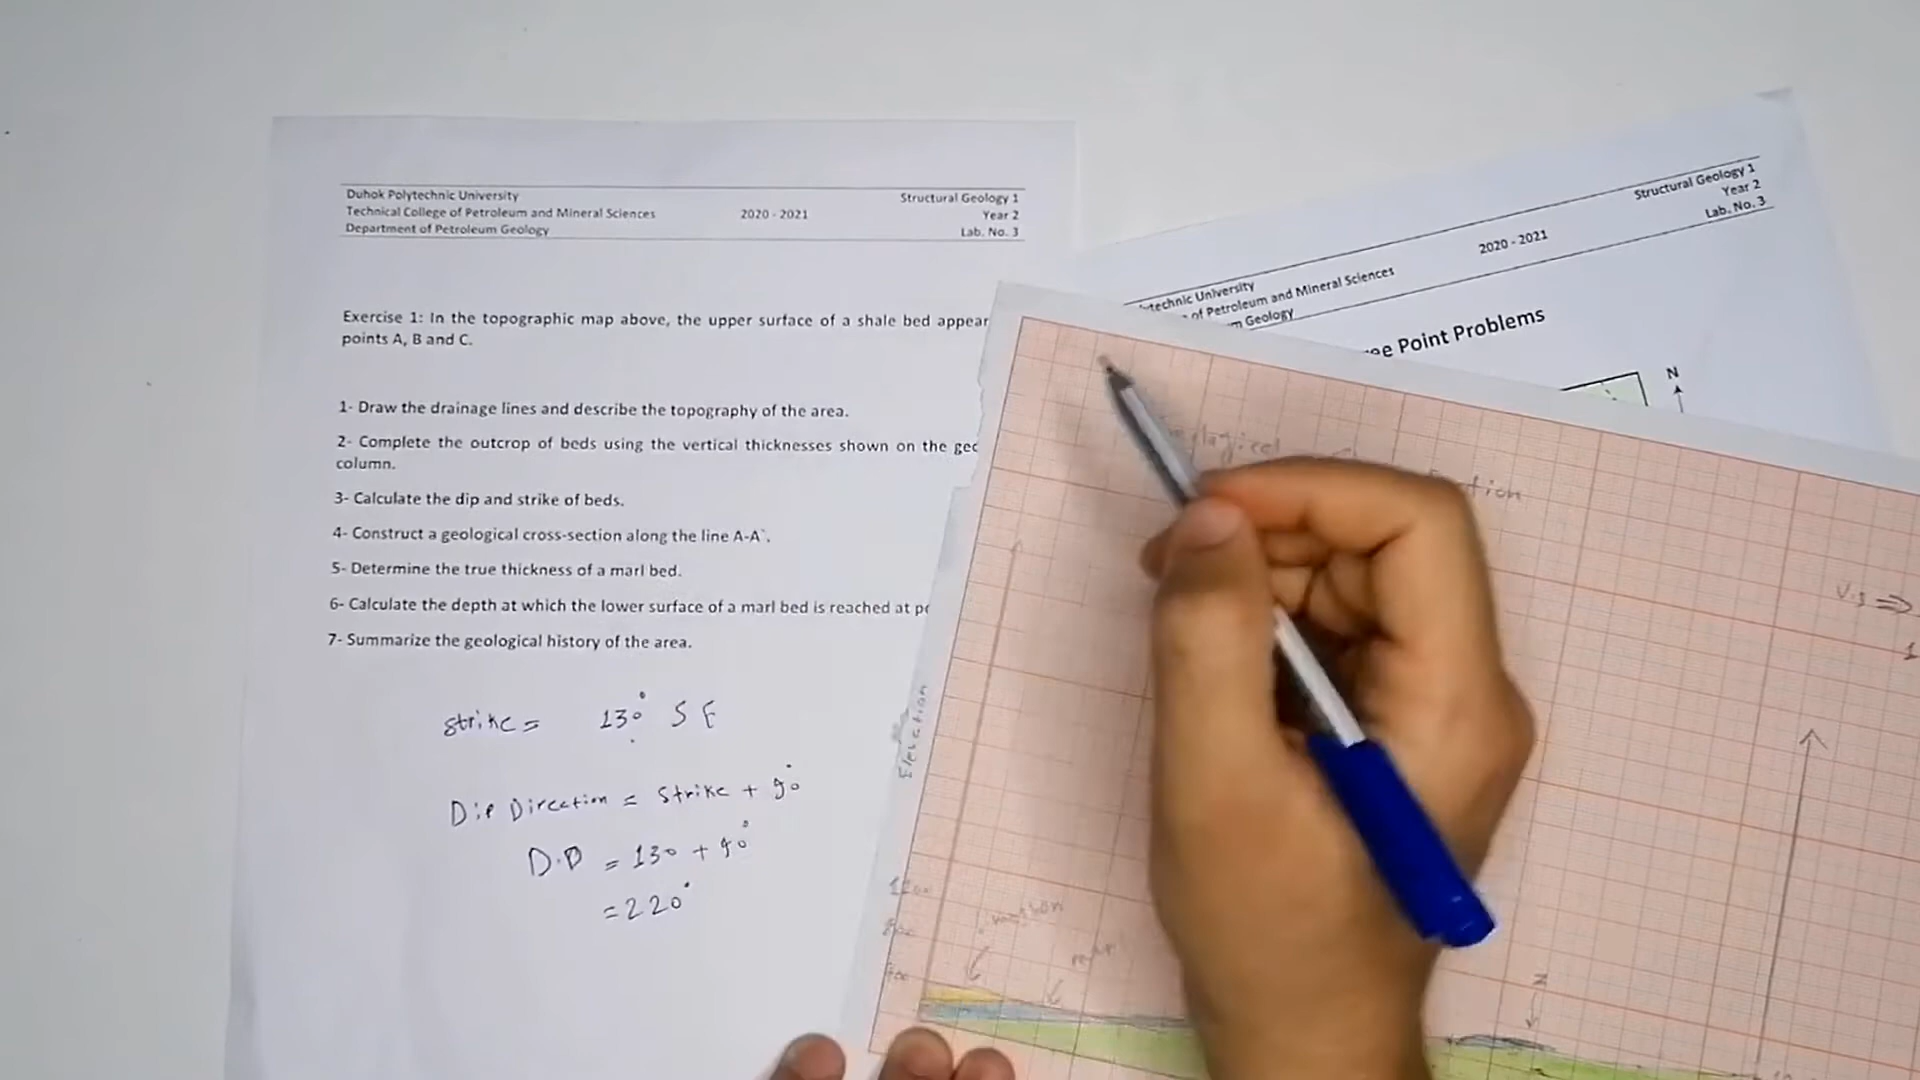 Duhok Polytechnic University
Technical College of Petroleum and Mineral Sciences
Department of Petroleum Geology
2020 - 2021
Structural Geology 1
Year 2
Lab. No. 3
Exercise 1: In the topographic map above, the upper surface of a shale bed appear
points A, B and C.
1- Draw the drainage lines and describe the topography of the area.
2- Complete the outcrop of beds using the vertical thicknesses shown on the
column.
3- Calculate the dip and strike of beds.
4- Construct a geological cross-section along the line A-A`.
5- Determine the true thickness of a marl bed.
6- Calculate the depth at which the lower surface of a marl bed is reached at
7- Summarize the geological history of the area.
strike = 130° S E
Dip Direction = strike + 90°
D.D = 130 + 90°
= 220°
Structural Geology 1
Year 2
Lab. No. 3
2020 - 2021
University
of Petroleum and Mineral Sciences
Geology
Point Problems
N
V.s ⇒
1
Elevation
800
z